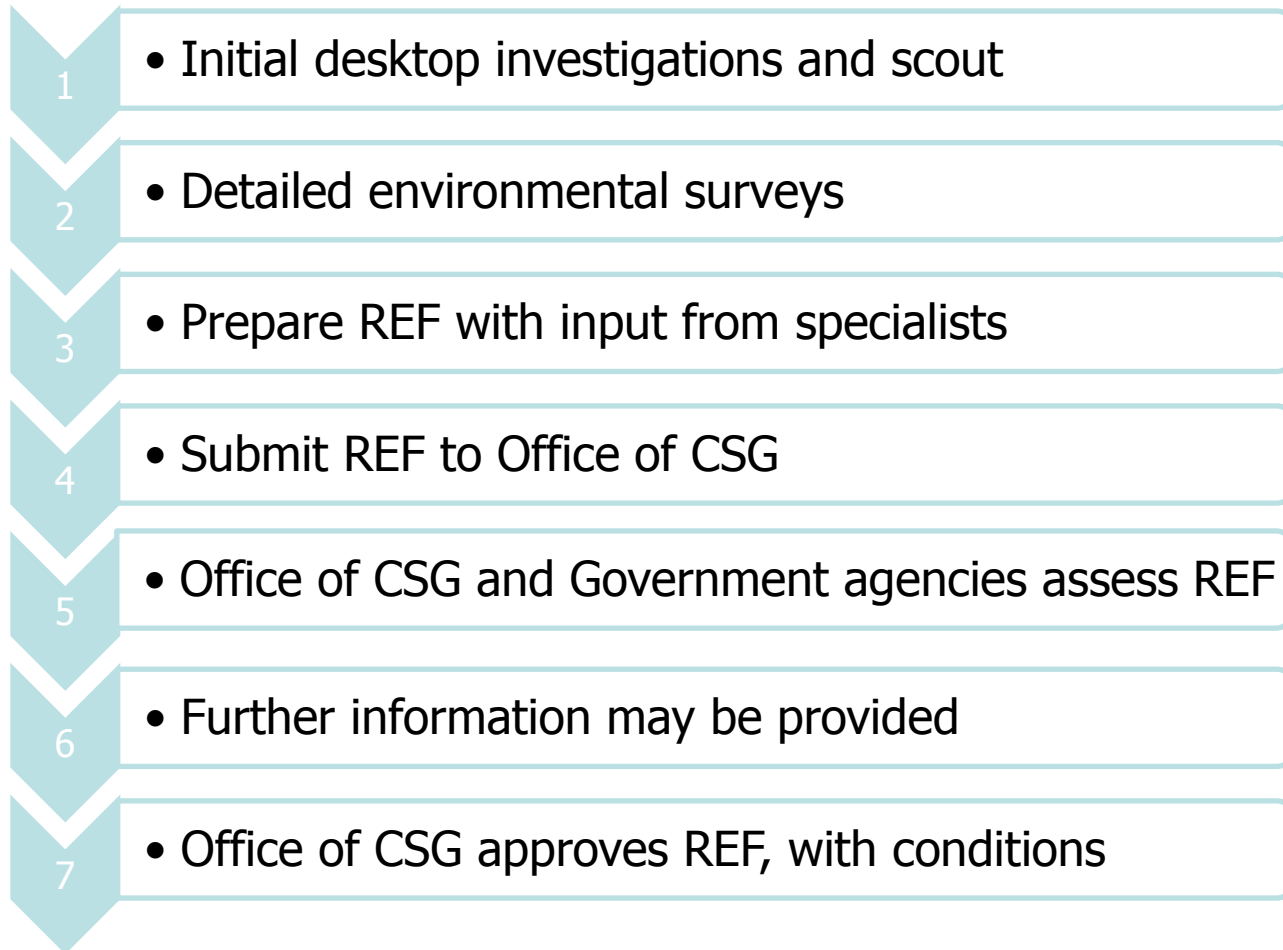 1
• Initial desktop investigations and scout
2
• Detailed environmental surveys
3
• Prepare REF with input from specialists
4
• Submit REF to Office of CSG
5
• Office of CSG and Government agencies assess REF
6
• Further information may be provided
7
• Office of CSG approves REF, with conditions